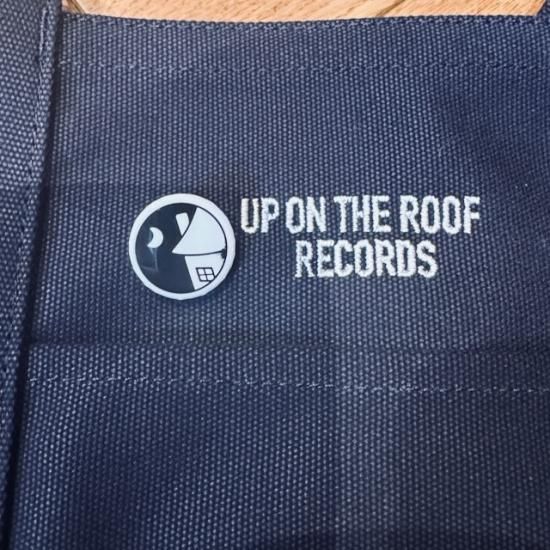 UP ON THE ROOF
RECORDS